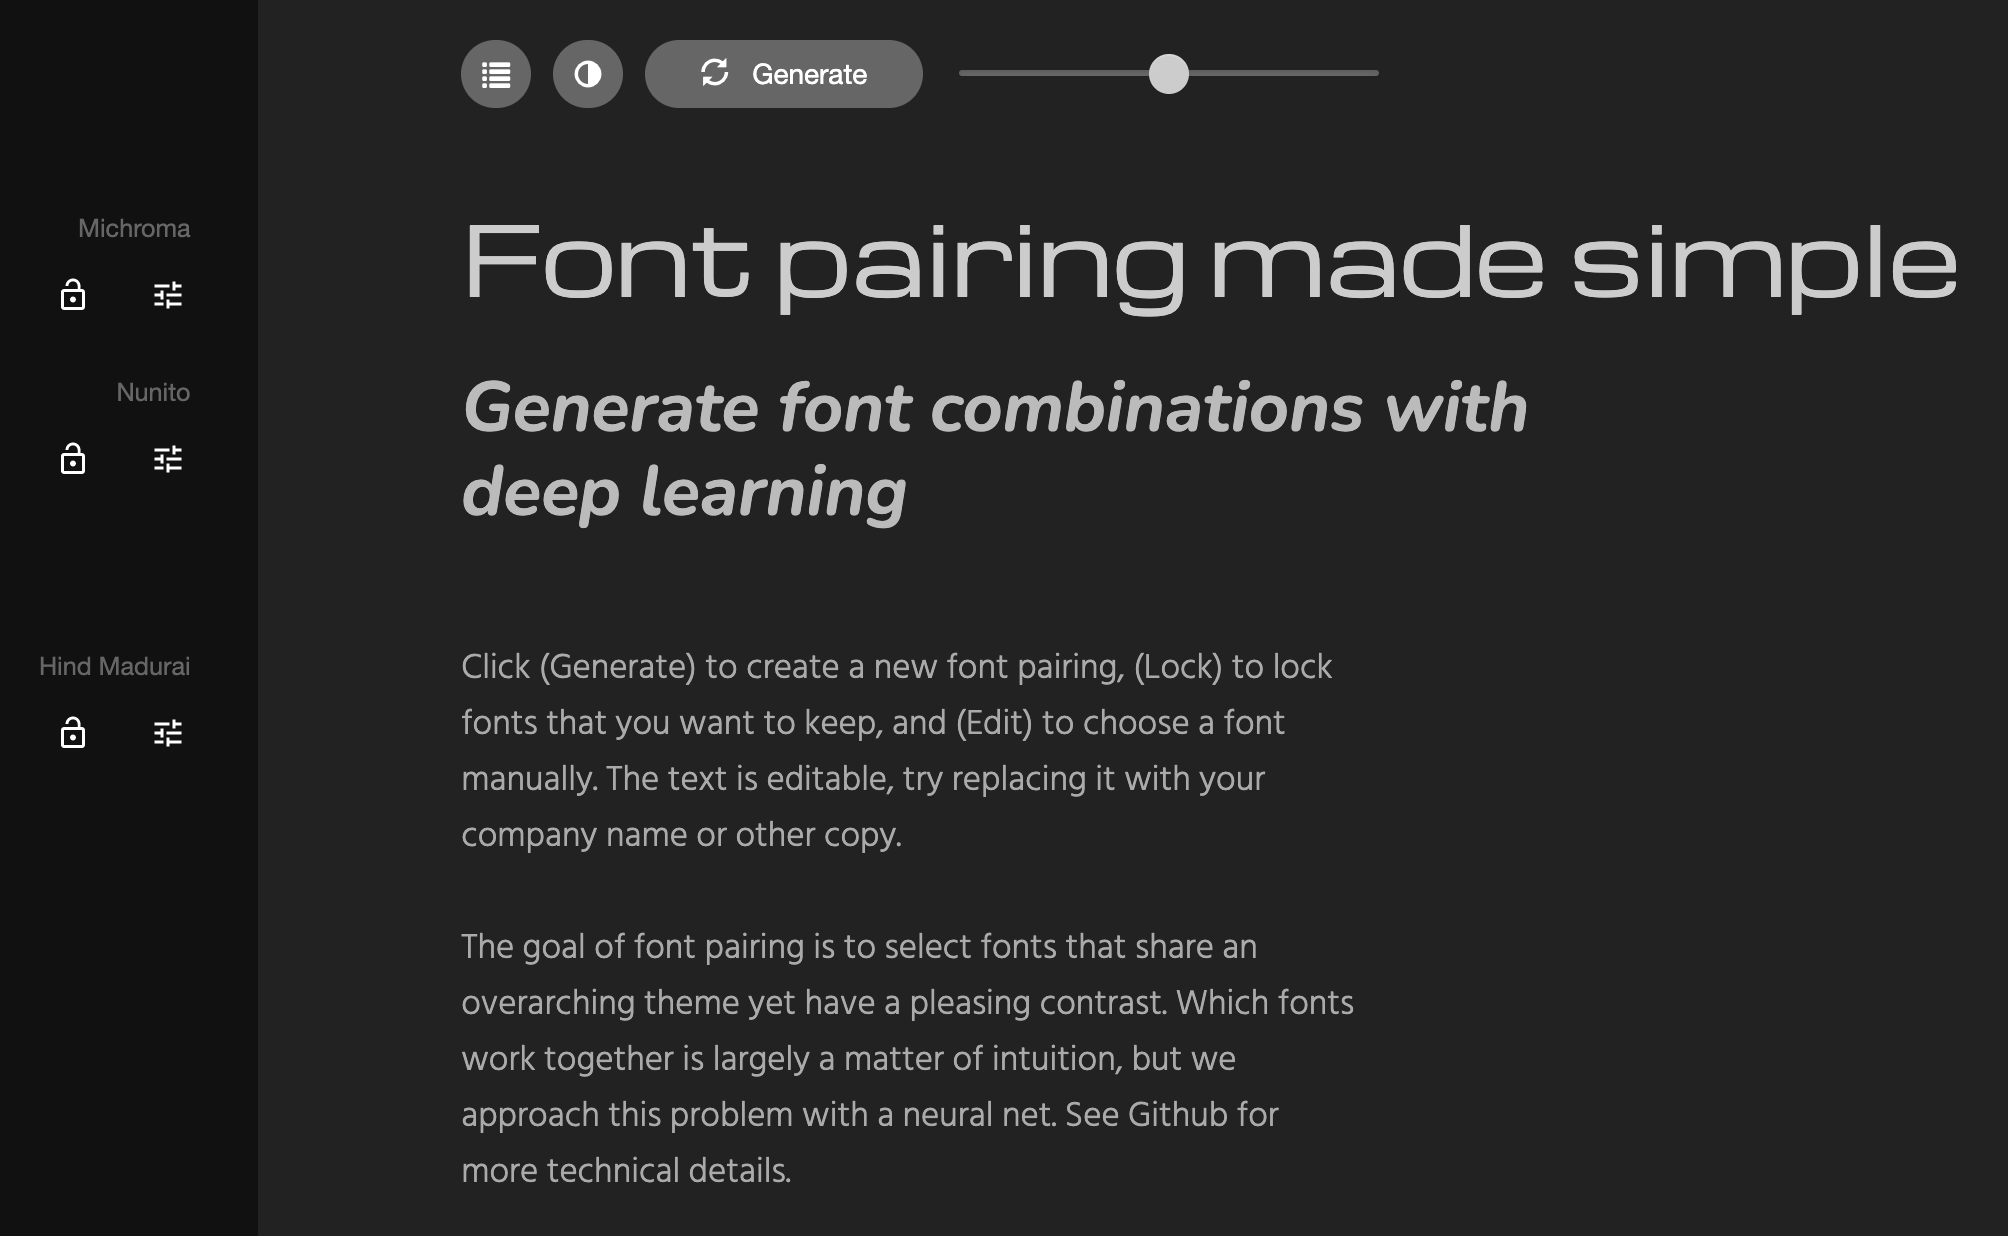 Generate
Michroma
Font pairing made simple
Nunito
Generate font combinations with
deep learning
Hind Madurai
Click (Generate) to create a new font pairing, (Lock) to lock
fonts that you want to keep, and (Edit) to choose a font
manually. The text is editable, try replacing it with your
company name or other copy.
The goal of font pairing is to select fonts that share an
overarching theme yet have a pleasing contrast. Which fonts
work together is largely a matter of intuition, but we
approach this problem with a neural net. See Github for
more technical details.